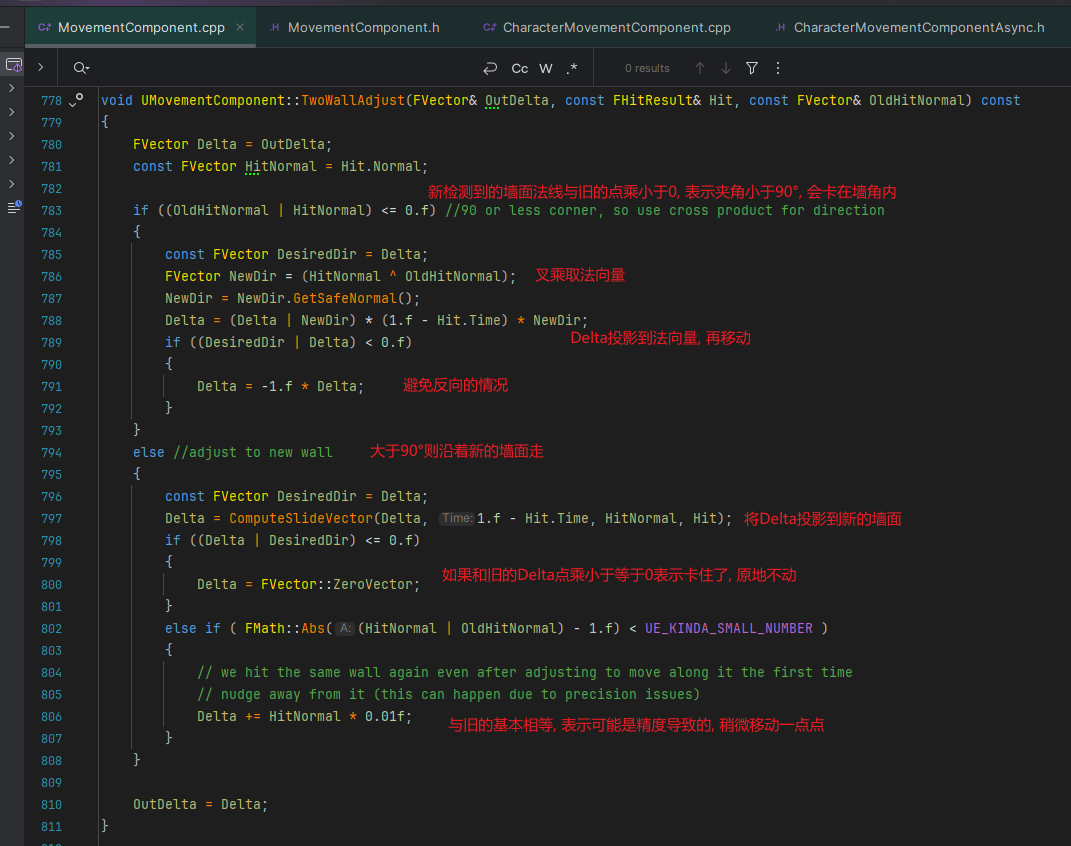 MovementComponent.cpp
MovementComponent.h
CharacterMovementComponent.cpp
CharacterMovementComponentAsync.h
Cc W .*
0 results
778 void UMovementComponent::TwoWallAdjust(FVector& OutDelta, const FHitResult& Hit, const FVector& OldHitNormal) const
779 {
780 FVector Delta = OutDelta;
781 const FVector HitNormal = Hit.Normal;
782
新检测到的墙面法线与旧的点乘小于0, 表示夹角小于90°, 会卡在墙角内
783 if ((OldHitNormal | HitNormal) <= 0.f) //90 or less corner, so use cross product for direction
784 {
785 const FVector DesiredDir = Delta;
786 FVector NewDir = (HitNormal ^ OldHitNormal); 叉乘取法向量
787 NewDir = NewDir.GetSafeNormal();
788 Delta = (Delta | NewDir) * (1.f - Hit.Time) * NewDir;
Delta投影到法向量, 再移动
789 if ((DesiredDir | Delta) < 0.f)
790 {
791 Delta = -1.f * Delta; 避免反向的情况
792 }
793 }
794 else //adjust to new wall 大于90°则沿着新的墙面走
795 {
796 const FVector DesiredDir = Delta;
797 Delta = ComputeSlideVector(Delta, Time: 1.f - Hit.Time, HitNormal, Hit); 将Delta投影到新的墙面
798 if ((Delta | DesiredDir) <= 0.f)
799 {
800 Delta = FVector::ZeroVector; 如果和旧的Delta点乘小于等于0表示卡住了, 原地不动
801 }
802 else if ( FMath::Abs( A: (HitNormal | OldHitNormal) - 1.f) < UE_KINDA_SMALL_NUMBER )
803 {
804 // we hit the same wall again even after adjusting to move along it the first time
805 // nudge away from it (this can happen due to precision issues)
806 Delta += HitNormal * 0.01f; 与旧的基本相等, 表示可能是精度导致的, 稍微移动一点点
807 }
808 }
809
810 OutDelta = Delta;
811 }